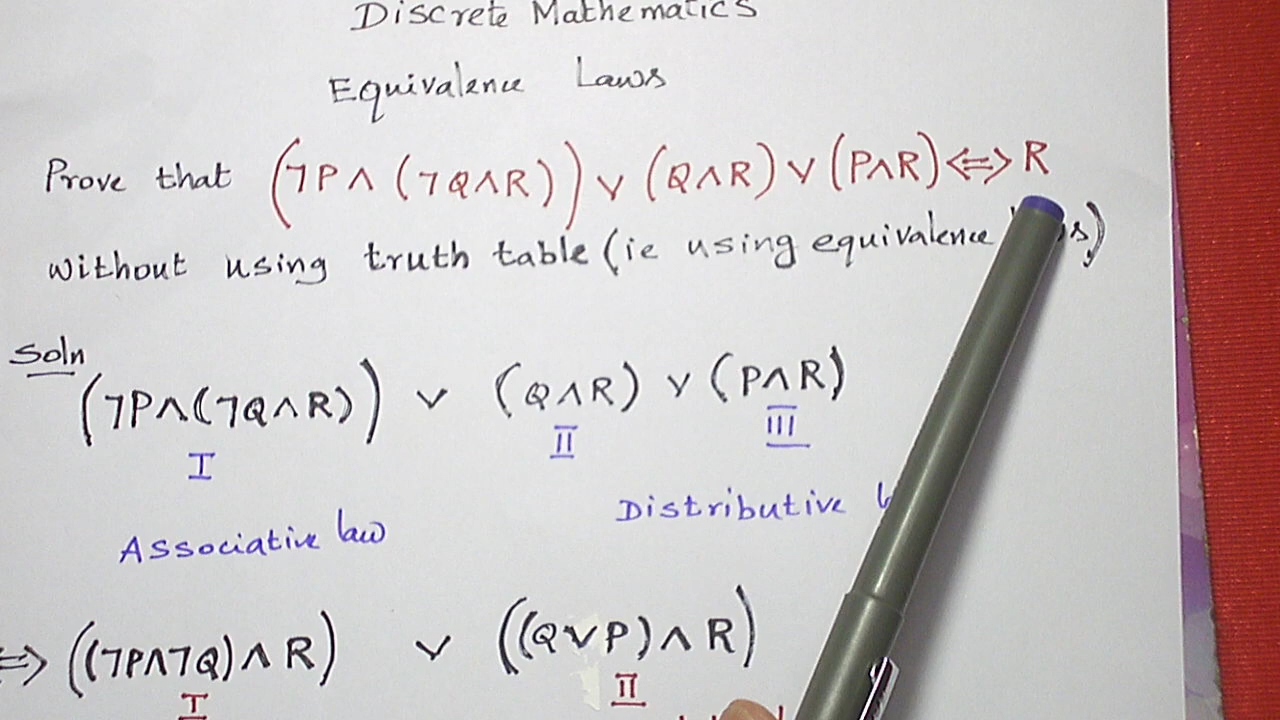 Discrete Mathematics
Equivalence Laws
Prove that (¬P∧(¬Q∧R))∨(Q∧R)∨(P∧R)⇔R
without using truth table (ie using equivalence
Soln
(¬P∧(¬Q∧R)) ∨ (Q∧R) ∨ (P∧R)
I II III
Associative law Distributive
⇔ ((¬P∧¬Q)∧R) ∨ ((Q∨P)∧R)
I II